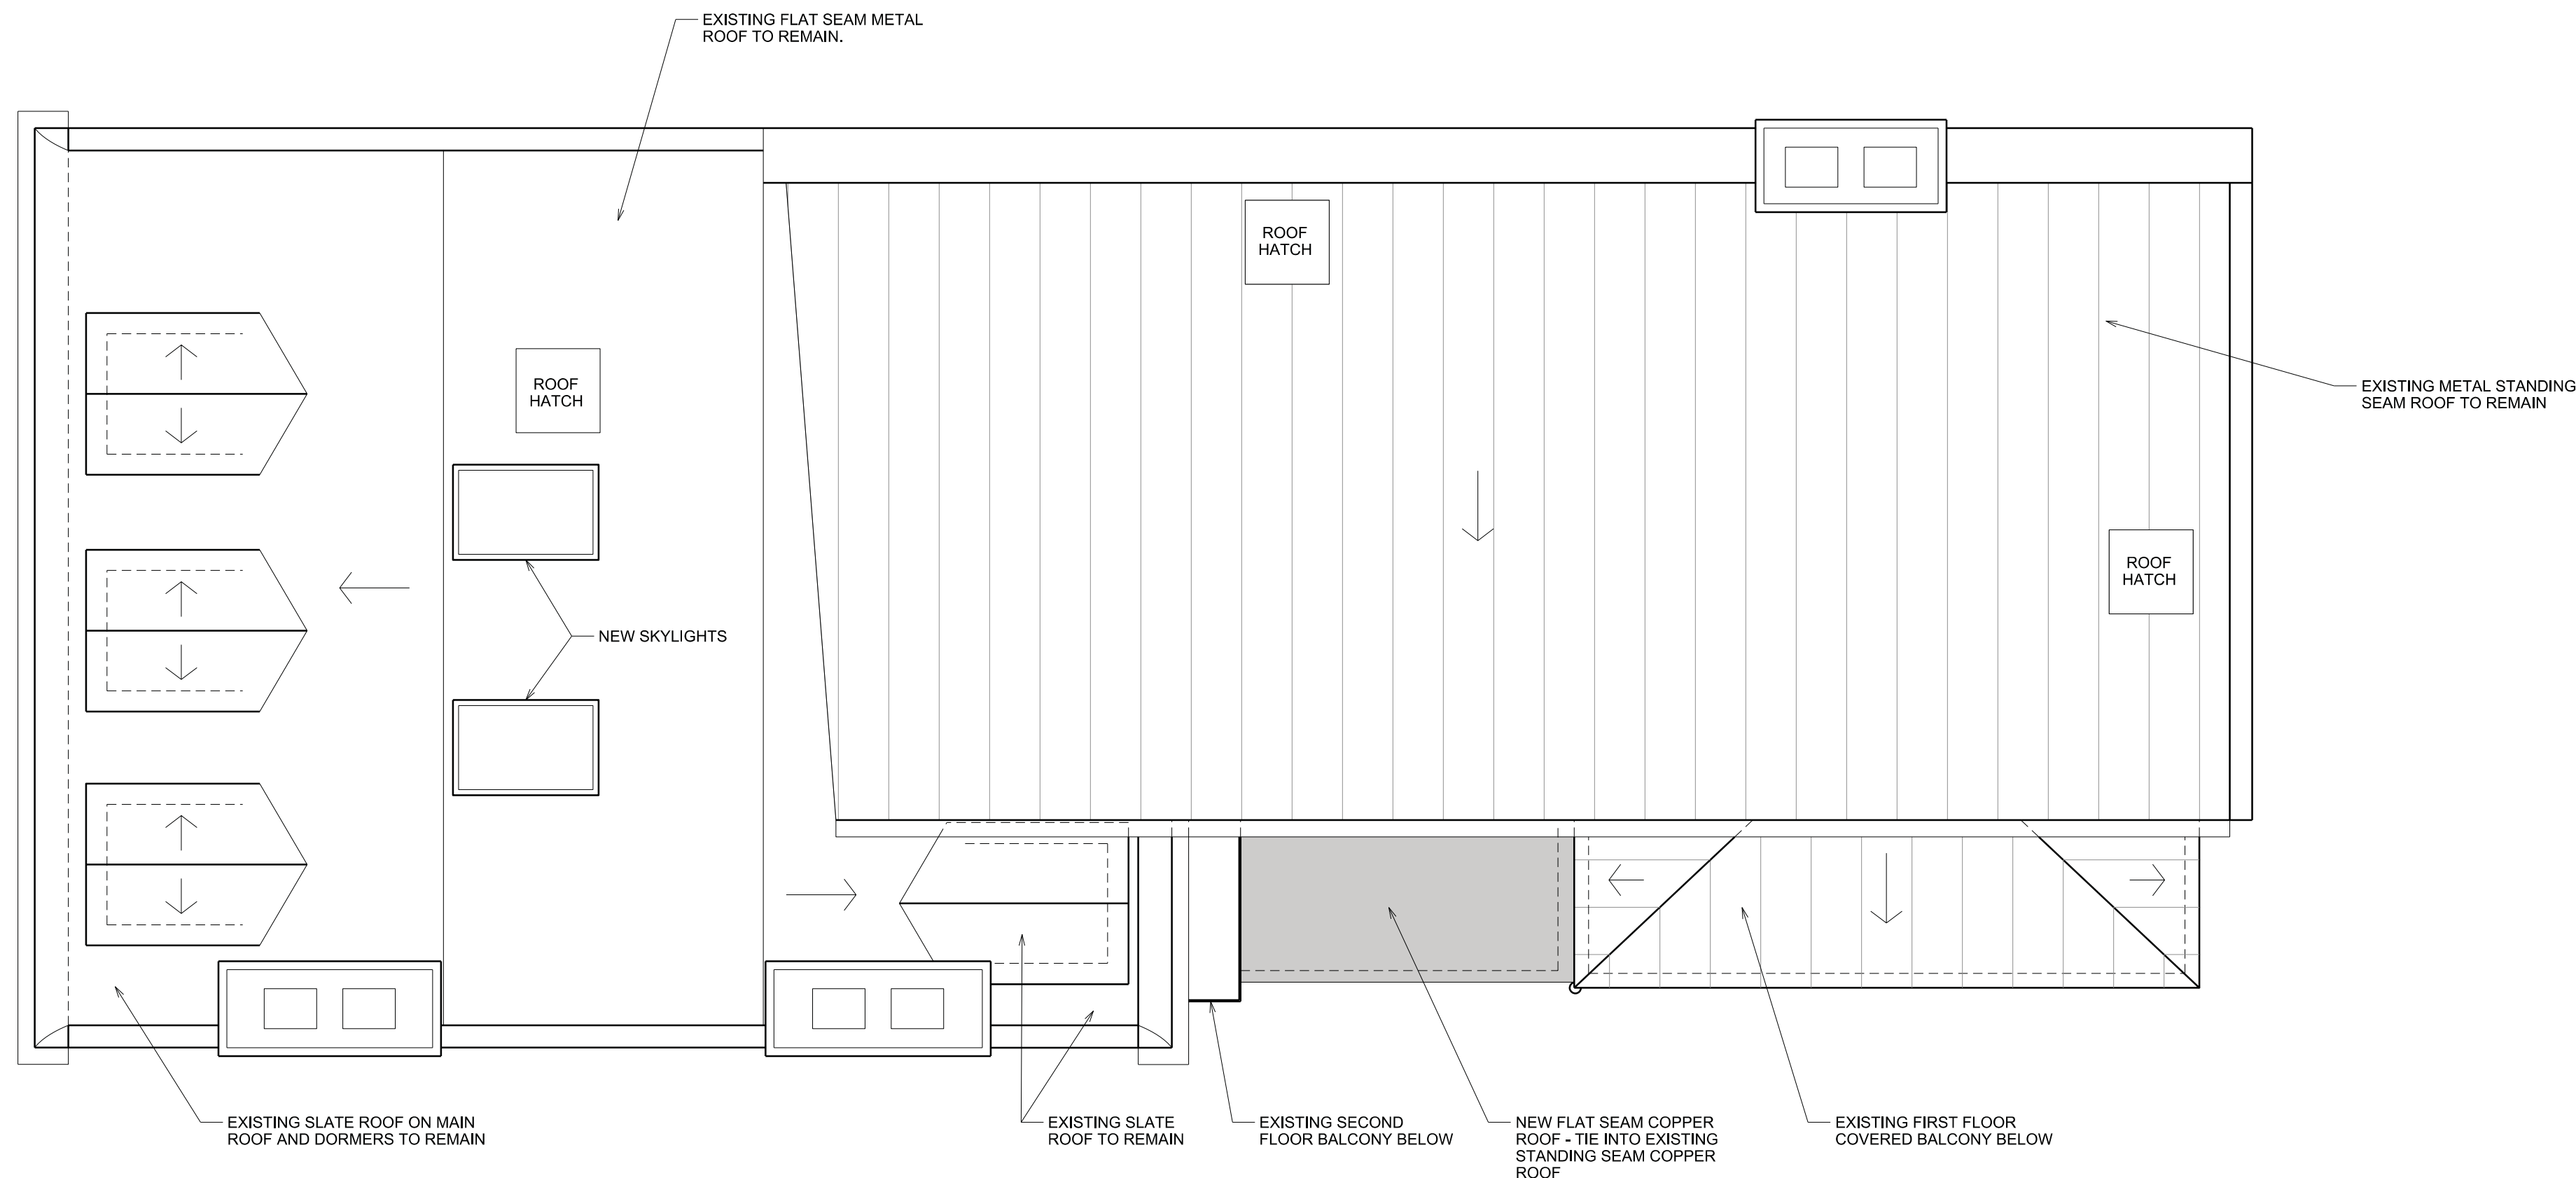 EXISTING FLAT SEAM METAL
ROOF TO REMAIN.
ROOF
HATCH
ROOF
HATCH
EXISTING METAL STANDING
SEAM ROOF TO REMAIN
ROOF
HATCH
NEW SKYLIGHTS
EXISTING SLATE ROOF ON MAIN
ROOF AND DORMERS TO REMAIN
EXISTING SLATE
ROOF TO REMAIN
EXISTING SECOND
FLOOR BALCONY BELOW
NEW FLAT SEAM COPPER
ROOF - TIE INTO EXISTING
STANDING SEAM COPPER
ROOF
EXISTING FIRST FLOOR
COVERED BALCONY BELOW